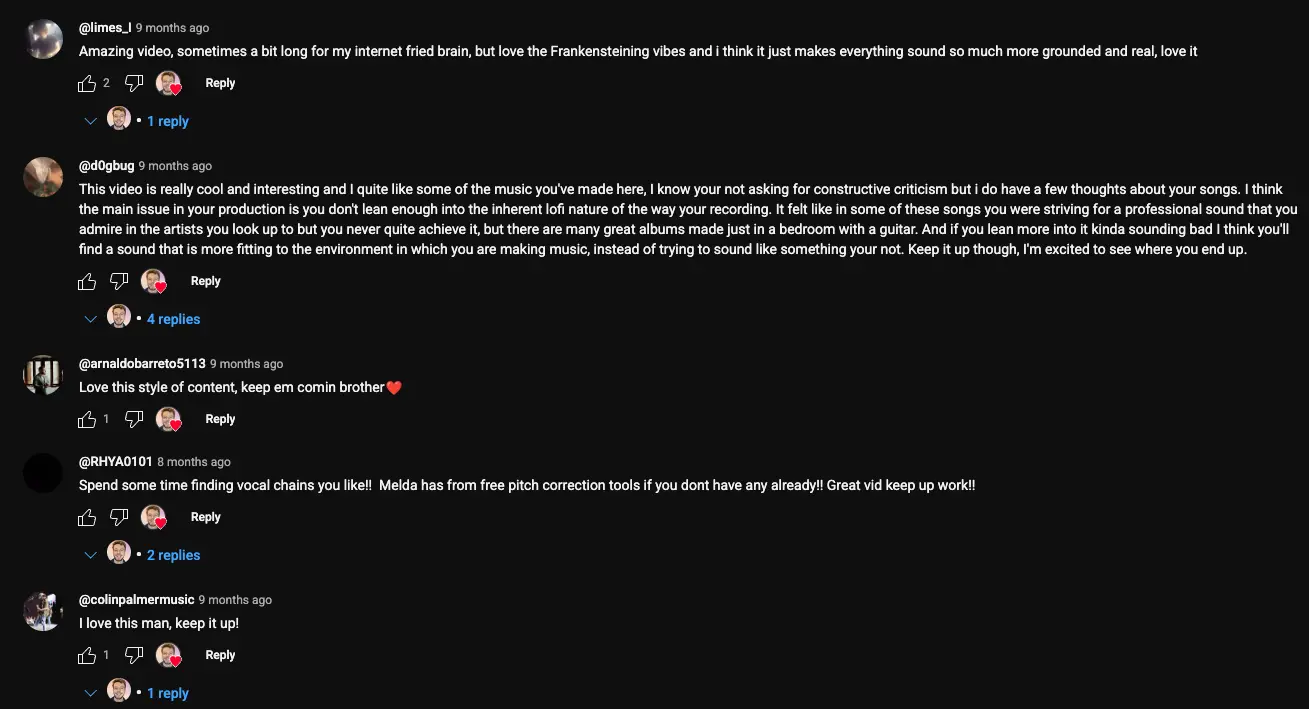 @limes_l 9 months ago
Amazing video, sometimes a bit long for my internet fried brain, but love the Frankensteining vibes and i think it just makes everything sound so much more grounded and real, love it
2 Reply
• 1 reply
@d0gbug 9 months ago
This video is really cool and interesting and I quite like some of the music you've made here, I know your not asking for constructive criticism but i do have a few thoughts about your songs. I think
the main issue in your production is you don't lean enough into the inherent lofi nature of the way your recording. It felt like in some of these songs you were striving for a professional sound that you
admire in the artists you look up to but you never quite achieve it, but there are many great albums made just in a bedroom with a guitar. And if you lean more into it kinda sounding bad I think you'll
find a sound that is more fitting to the environment in which you are making music, instead of trying to sound like something your not. Keep it up though, I'm excited to see where you end up.
Reply
• 4 replies
@arnaldobarreto5113 9 months ago
Love this style of content, keep em comin brother❤️
1 Reply
@RHYA0101 8 months ago
Spend some time finding vocal chains you like!!  Melda has from free pitch correction tools if you dont have any already!! Great vid keep up work!!
Reply
• 2 replies
@colinpalmermusic 9 months ago
I love this man, keep it up!
1 Reply
• 1 reply